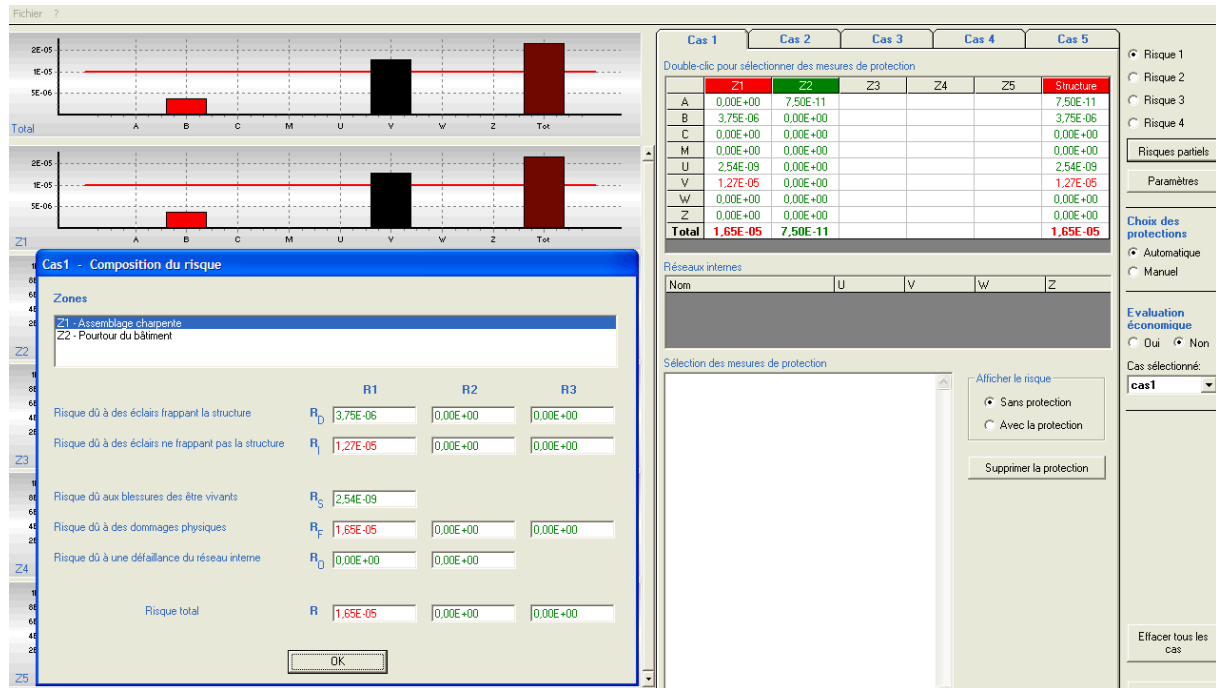 Fichier ?
2E-05
1E-05
5E-06
Total A B C M U V W Z Tot
2E-05
1E-05
5E-06
Z1 A B C M U V W Z Tot
Z2
Z3
Z4
Z5
Cas1 - Composition du risque
Zones
Z1 - Assemblage charpente
Z2 - Pourtour du bâtiment
R1 R2 R3
Risque dû à des éclairs frappant la structure RD 3,75E-06 0,00E+00 0,00E+00
Risque dû à des éclairs ne frappant pas la structure RI 1,27E-05 0,00E+00 0,00E+00
Risque dû aux blessures des être vivants RS 2,54E-09
Risque dû à des dommages physiques RF 1,65E-05 0,00E+00 0,00E+00
Risque dû à une défaillance du réseau interne RO 0,00E+00 0,00E+00
Risque total R 1,65E-05 0,00E+00 0,00E+00
OK
Cas 1 Cas 2 Cas 3 Cas 4 Cas 5
Double-clic pour sélectionner des mesures de protection
Z1 Z2 Z3 Z4 Z5 Structure
A 0,00E+00 7,50E-11 7,50E-11
B 3,75E-06 0,00E+00 3,75E-06
C 0,00E+00 0,00E+00 0,00E+00
M 0,00E+00 0,00E+00 0,00E+00
U 2,54E-09 0,00E+00 2,54E-09
V 1,27E-05 0,00E+00 1,27E-05
W 0,00E+00 0,00E+00 0,00E+00
Z 0,00E+00 0,00E+00 0,00E+00
Total 1,65E-05 7,50E-11 1,65E-05
Réseaux internes
Nom U V W Z
Sélection des mesures de protection
Afficher le risque
Sans protection
Avec la protection
Supprimer la protection
Risque 1
Risque 2
Risque 3
Risque 4
Risques partiels
Paramètres
Choix des
protections
Automatique
Manuel
Evaluation
économique
Oui Non
Cas sélectionné:
cas1
Effacer tous les
cas